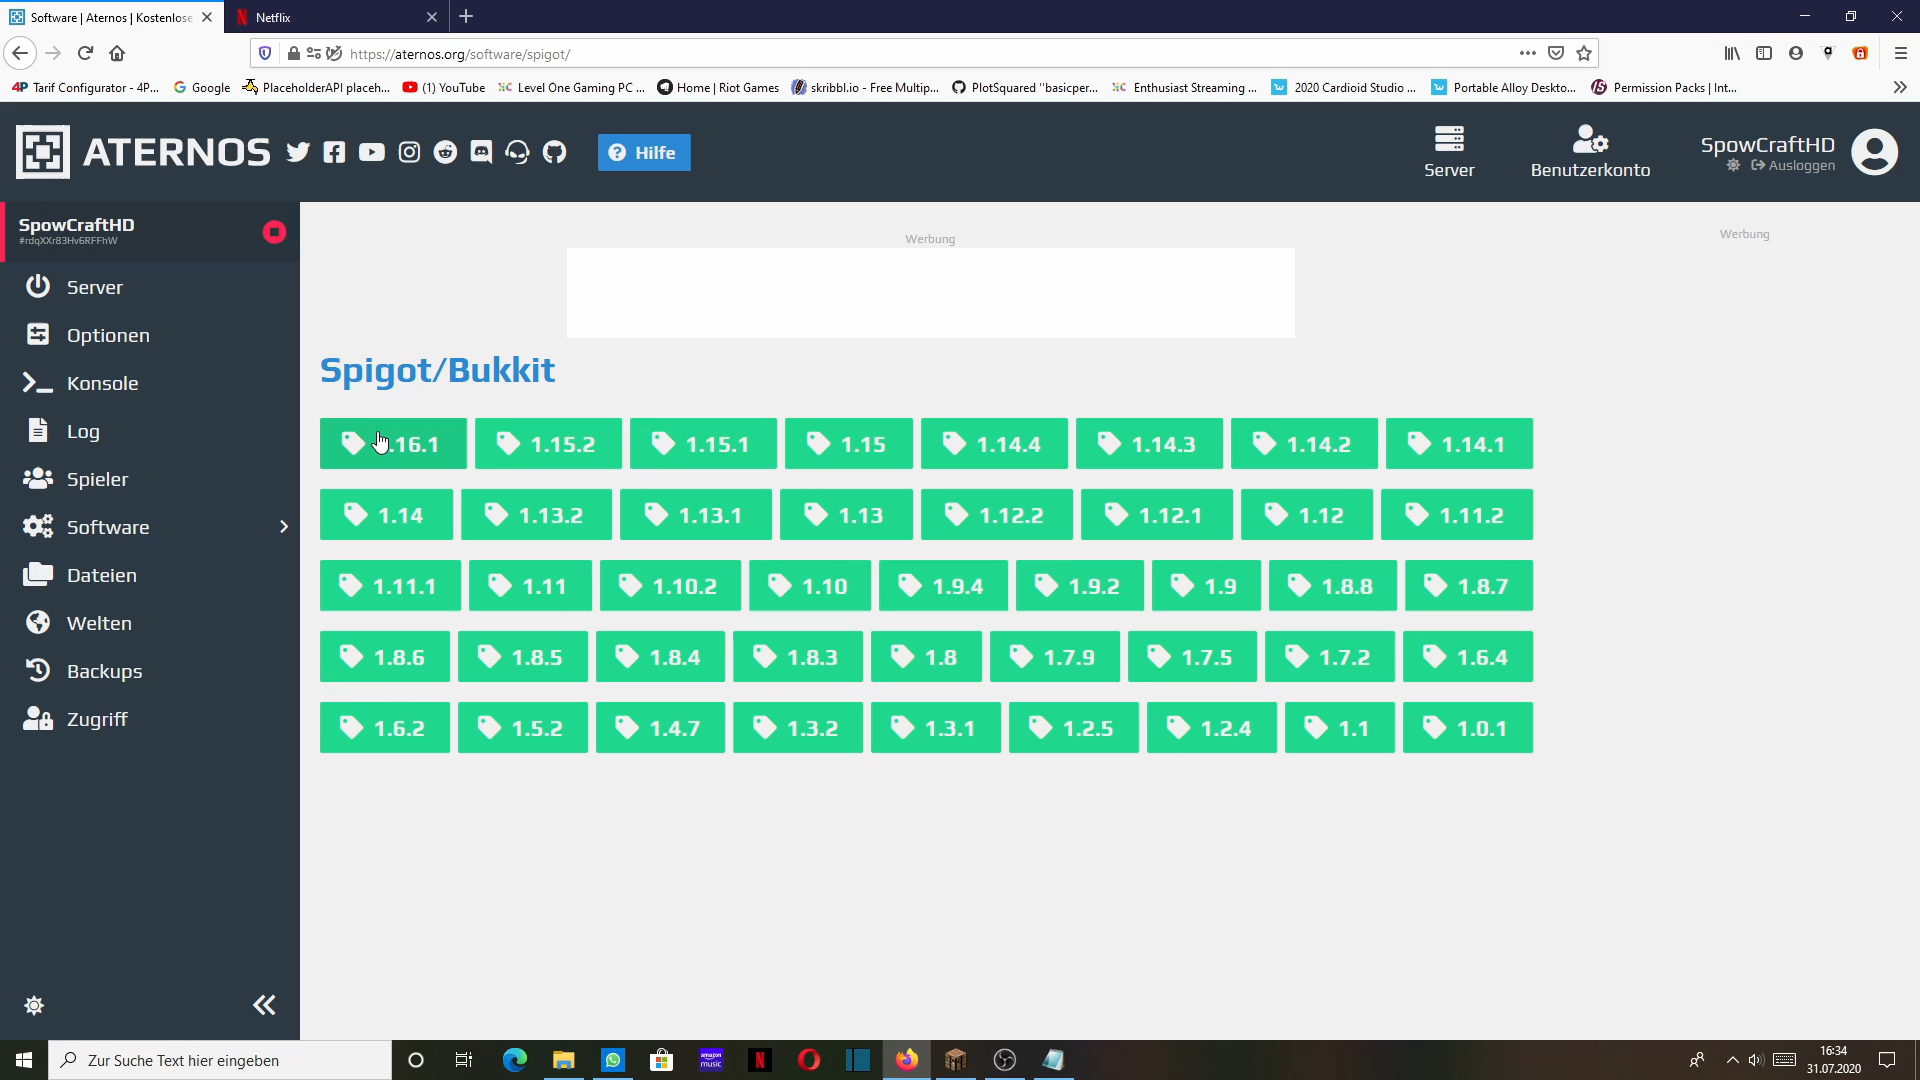 Software | Aternos | Kostenlose
Netflix
https://aternos.org/software/spigot/
Tarif Configurator - 4P...
Google
PlaceholderAPI placeh...
(1) YouTube
Level One Gaming PC ...
Home | Riot Games
skribbl.io - Free Multip...
PlotSquared "basicper...
Enthusiast Streaming ...
2020 Cardioid Studio ...
Portable Alloy Deskto...
Permission Packs | Int...
ATERNOS
Hilfe
Server
Benutzerkonto
SpowCraftHD
Ausloggen
SpowCraftHD
#rdqXXr83Hv6RFFhW
Server
Optionen
Konsole
Log
Spieler
Software
Dateien
Welten
Backups
Zugriff
Werbung
Werbung
Spigot/Bukkit
.16.1 1.15.2 1.15.1 1.15 1.14.4 1.14.3 1.14.2 1.14.1
1.14 1.13.2 1.13.1 1.13 1.12.2 1.12.1 1.12 1.11.2
1.11.1 1.11 1.10.2 1.10 1.9.4 1.9.2 1.9 1.8.8 1.8.7
1.8.6 1.8.5 1.8.4 1.8.3 1.8 1.7.9 1.7.5 1.7.2 1.6.4
1.6.2 1.5.2 1.4.7 1.3.2 1.3.1 1.2.5 1.2.4 1.1 1.0.1
Zur Suche Text hier eingeben
amazon
music
16:34
31.07.2020